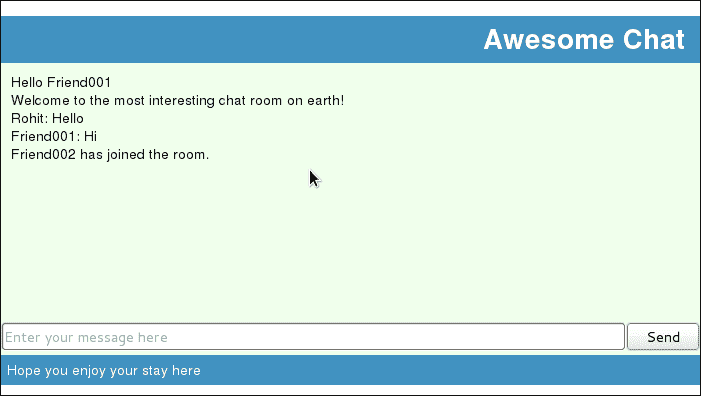 Awesome Chat
Hello Friend001
Welcome to the most interesting chat room on earth!
Rohit: Hello
Friend001: Hi
Friend002 has joined the room.
Enter your message here
Send
Hope you enjoy your stay here